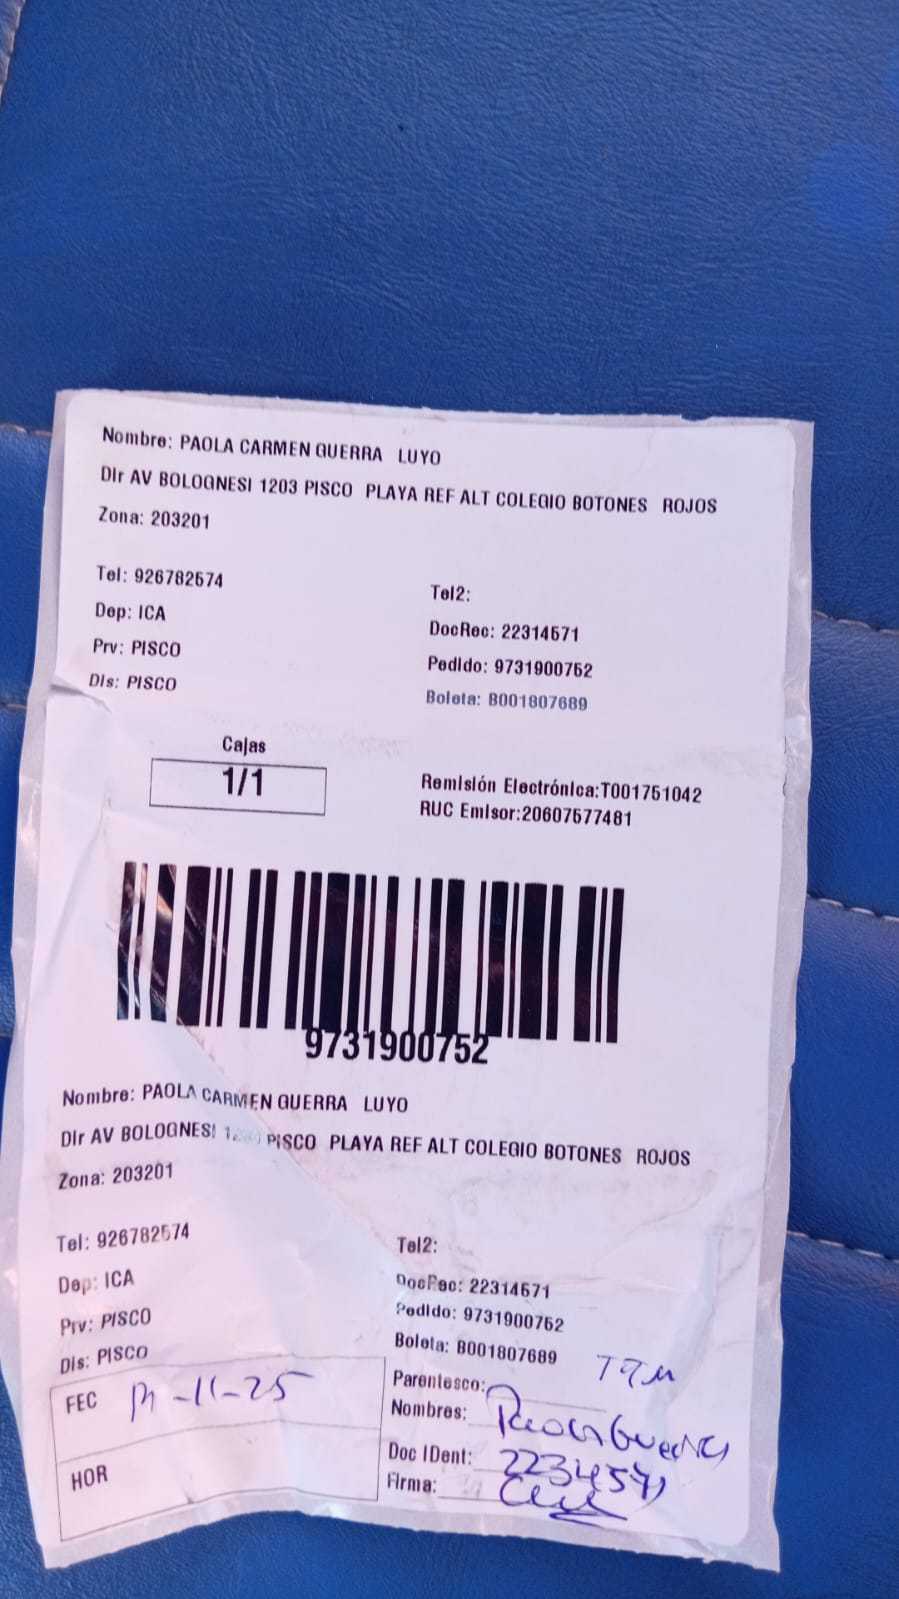 Nombre: PAOLA CARMEN GUERRA LUYO
Dir AV BOLOGNESI 1203 PISCO PLAYA REF ALT COLEGIO BOTONES ROJOS
Zona: 203201
Tel: 926782574
Tel2:
Dep: ICA
DocRec: 22314571
Prv: PISCO
Pedido: 9731900752
Dis: PISCO
Boleta: B001807689
Cajas
1/1
Remisión Electrónica:T001751042
RUC Emisor:20607577481
9731900752
Nombre: PAOLA CARMEN GUERRA LUYO
Dir AV BOLOGNESI PISCO PLAYA REF ALT COLEGIO BOTONES ROJOS
Zona: 203201
Tel: 926782574
Tel2:
Dep: ICA
DocRec: 22314571
Prv: PISCO
Pedido: 9731900752
Dis: PISCO
Boleta: B001807689
Parentesco:
FEC -11-25
Nombres: Paola Guerra
Doc IDent:
HOR
Firma: